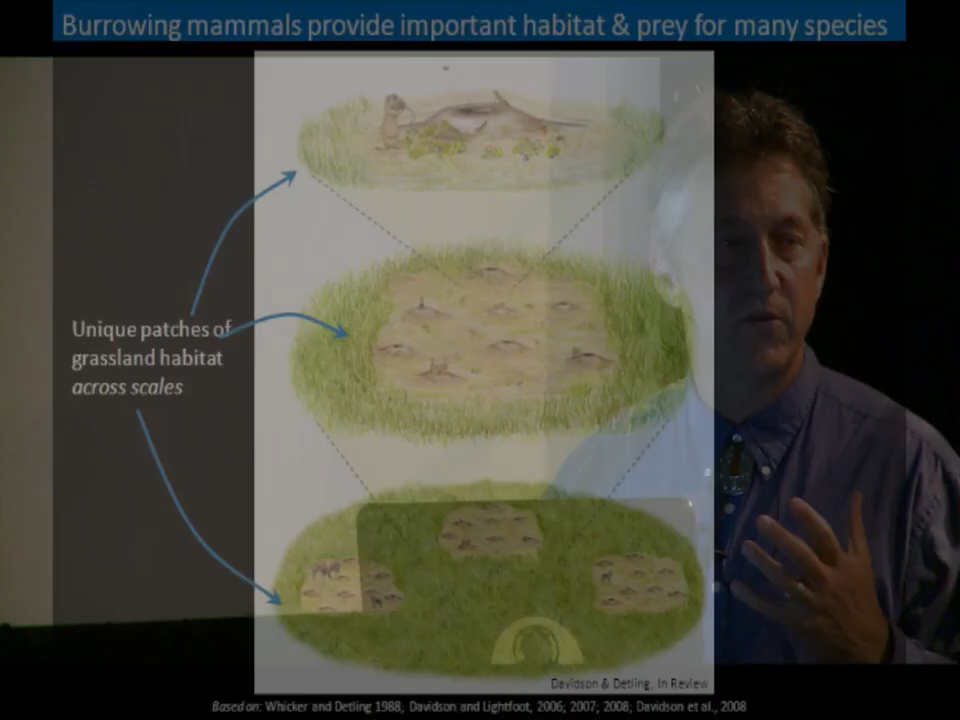 Burrowing mammals provide important habitat & prey for many species
Unique patches of
grassland habitat
across scales
Davidson & Detling, In Review
Based on: Whicker and Detling 1988; Davidson and Lightfoot, 2006; 2007; 2008; Davidson et al., 2008